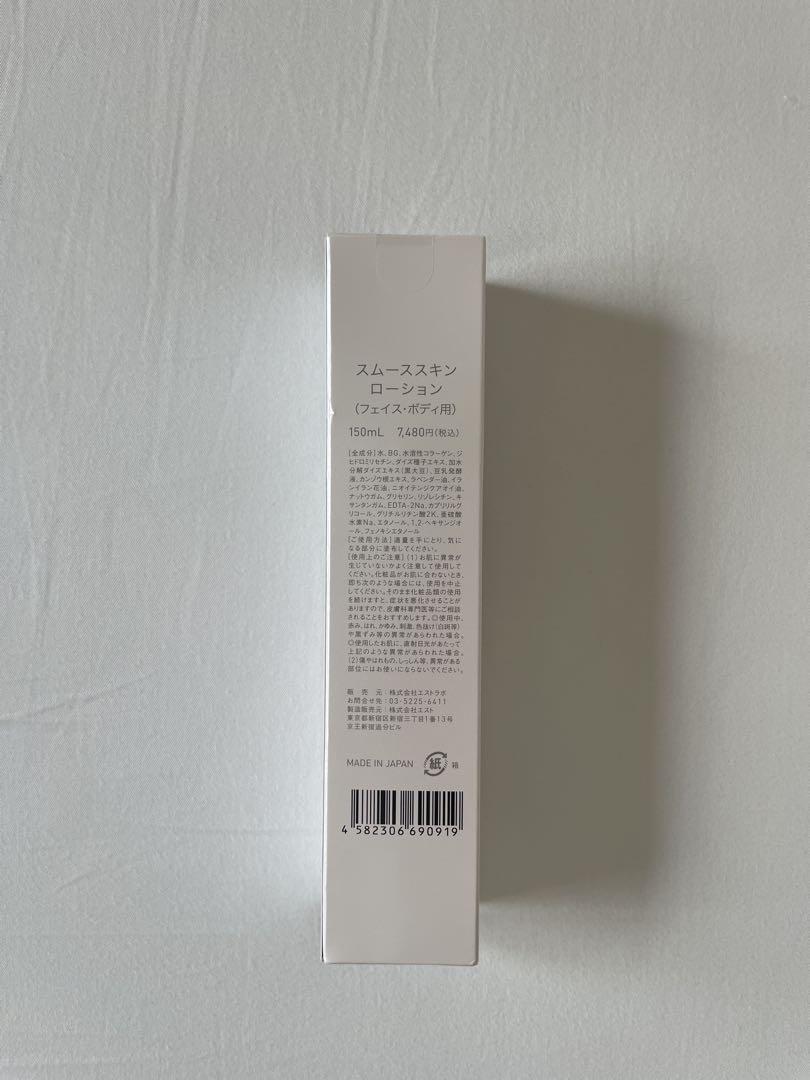 スムーススキン
ローション
(フェイス・ボディ用)
150mL 7,480円(税込)
[全成分]水、BG、水溶性コラーゲン、ジ
ヒドロミリセチン、ダイズ種子エキス、加水
分解ダイズエキス(黒大豆)、豆乳発酵
液、カンゾウ根エキス、ラベンダー油、イラ
ンイラン花油、ニオイテンジクアオイ油、
ナットウガム、グリセリン、リゾレシチン、キ
サンタンガム、EDTA-2Na、カプリリルグ
リコール、グリチルリチン酸2K、亜硫酸
水素Na、エタノール、1,2-ヘキサンジオ
ール、フェノキシエタノール
[ご使用方法]適量を手にとり、気に
なる部分に塗布してください。
[使用上のご注意](1)お肌に異常が
生じていないかよく注意して使用して
ください。化粧品がお肌に合わないとき、
即ち次のような場合には、使用を中止
してください。そのまま化粧品類の使用
を続けますと、症状を悪化させることが
ありますので、皮膚科専門医等にご相談
されることをおすすめします。◎使用中、
赤み、はれ、かゆみ、刺激、色抜け(白斑等)
や黒ずみ等の異常があらわれた場合。
◎使用したお肌に、直射日光があたって
上記のような異常があらわれた場合。
(2)傷やはれもの、しっしん等、異常がある
部位にはお使いにならないでください。
販売元:株式会社エストラボ
お問合せ先:03-5225-6411
製造販売元:株式会社エスト
東京都新宿区新宿三丁目1番13号
京王新宿追分ビル
MADE IN JAPAN 紙 箱
4 582306 690919